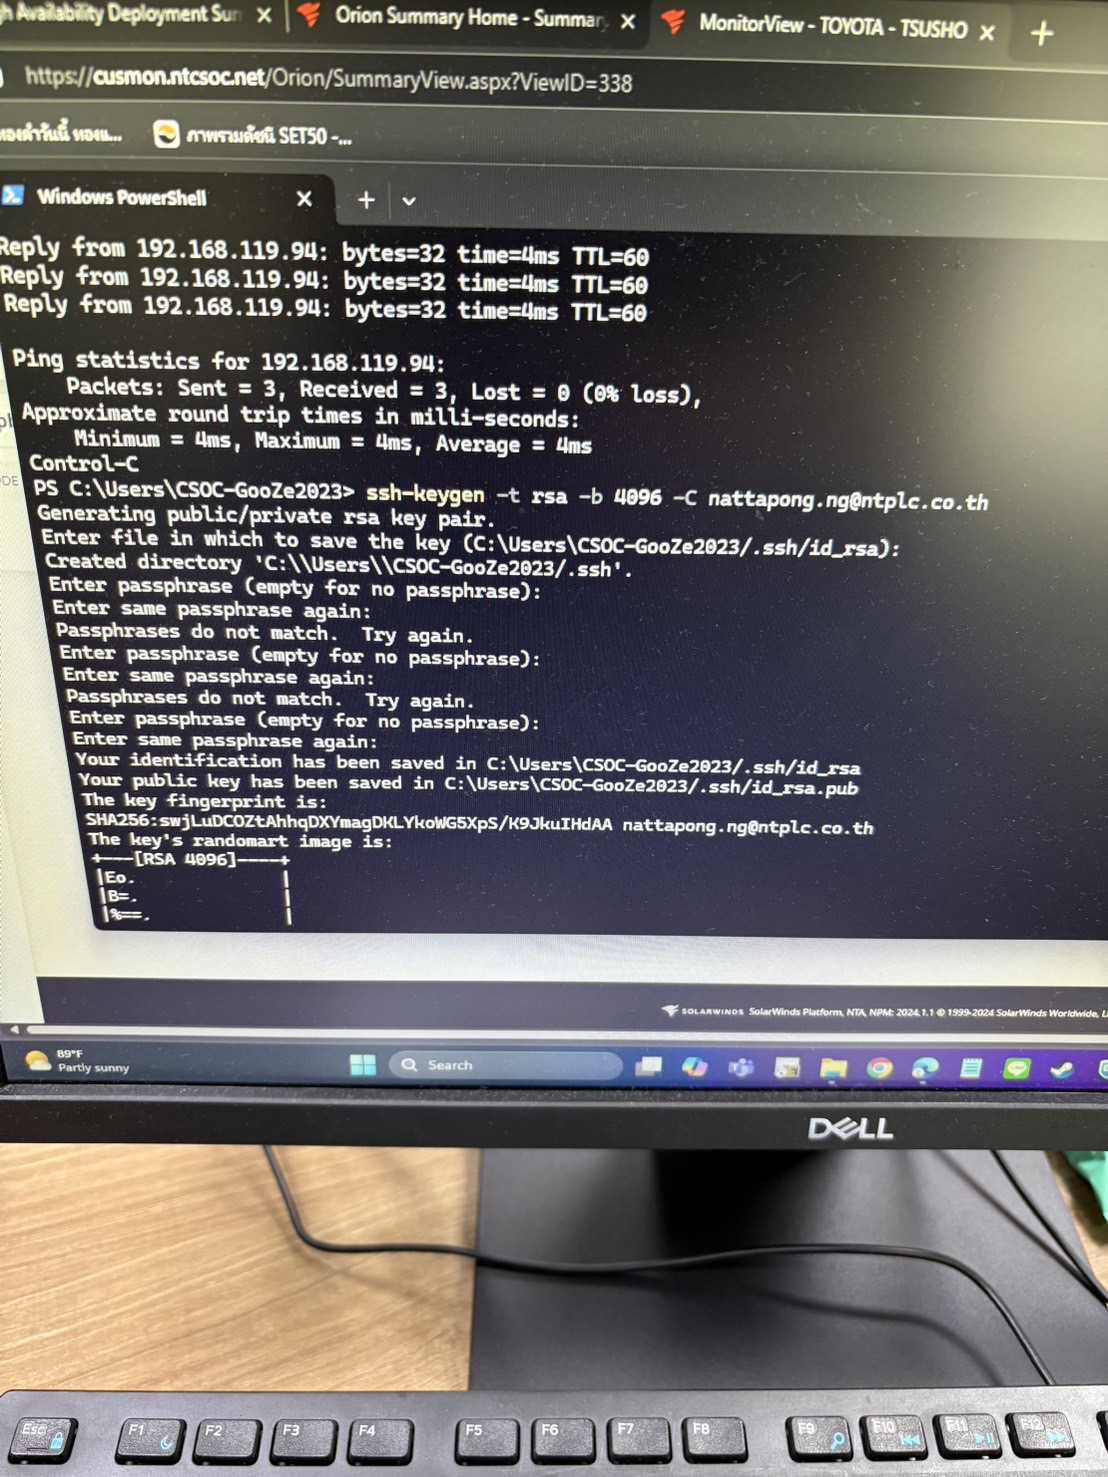 Availability Deployment Sum
Orion Summary Home - Summar
MonitorView - TOYOTA - TSUSHO
https://cusmon.ntcsoc.net/Orion/SummaryView.aspx?ViewID=338
ภาพรวมดัชนี SET50 -...
Windows PowerShell
Reply from 192.168.119.94: bytes=32 time=4ms TTL=60
Reply from 192.168.119.94: bytes=32 time=4ms TTL=60
Reply from 192.168.119.94: bytes=32 time=4ms TTL=60
Ping statistics for 192.168.119.94:
Packets: Sent = 3, Received = 3, Lost = 0 (0% loss),
Approximate round trip times in milli-seconds:
Minimum = 4ms, Maximum = 4ms, Average = 4ms
Control-C
PS C:\Users\CSOC-GooZe2023> ssh-keygen -t rsa -b 4096 -C nattapong.ng@ntplc.co.th
Generating public/private rsa key pair.
Enter file in which to save the key (C:\Users\CSOC-GooZe2023/.ssh/id_rsa):
Created directory 'C:\\Users\\CSOC-GooZe2023/.ssh'.
Enter passphrase (empty for no passphrase):
Enter same passphrase again:
Passphrases do not match.  Try again.
Enter passphrase (empty for no passphrase):
Enter same passphrase again:
Passphrases do not match.  Try again.
Enter passphrase (empty for no passphrase):
Enter same passphrase again:
Your identification has been saved in C:\Users\CSOC-GooZe2023/.ssh/id_rsa
Your public key has been saved in C:\Users\CSOC-GooZe2023/.ssh/id_rsa.pub
The key fingerprint is:
SHA256:swjLuDCOZtAhhqDXYmagDKLYkoWG5XpS/K9JkuIHdAA nattapong.ng@ntplc.co.th
The key's randomart image is:
+---[RSA 4096]----+
|Eo.              |
|B=.              |
|%==.             |
SOLARWINDS SolarWinds Platform, NTA, NPM: 2024.1.1 © 1999-2024 SolarWinds Worldwide,
89°F
Partly sunny
Search
DELL
Esc F1 F2 F3 F4 F5 F6 F7 F8 F9 F10 F11 F12